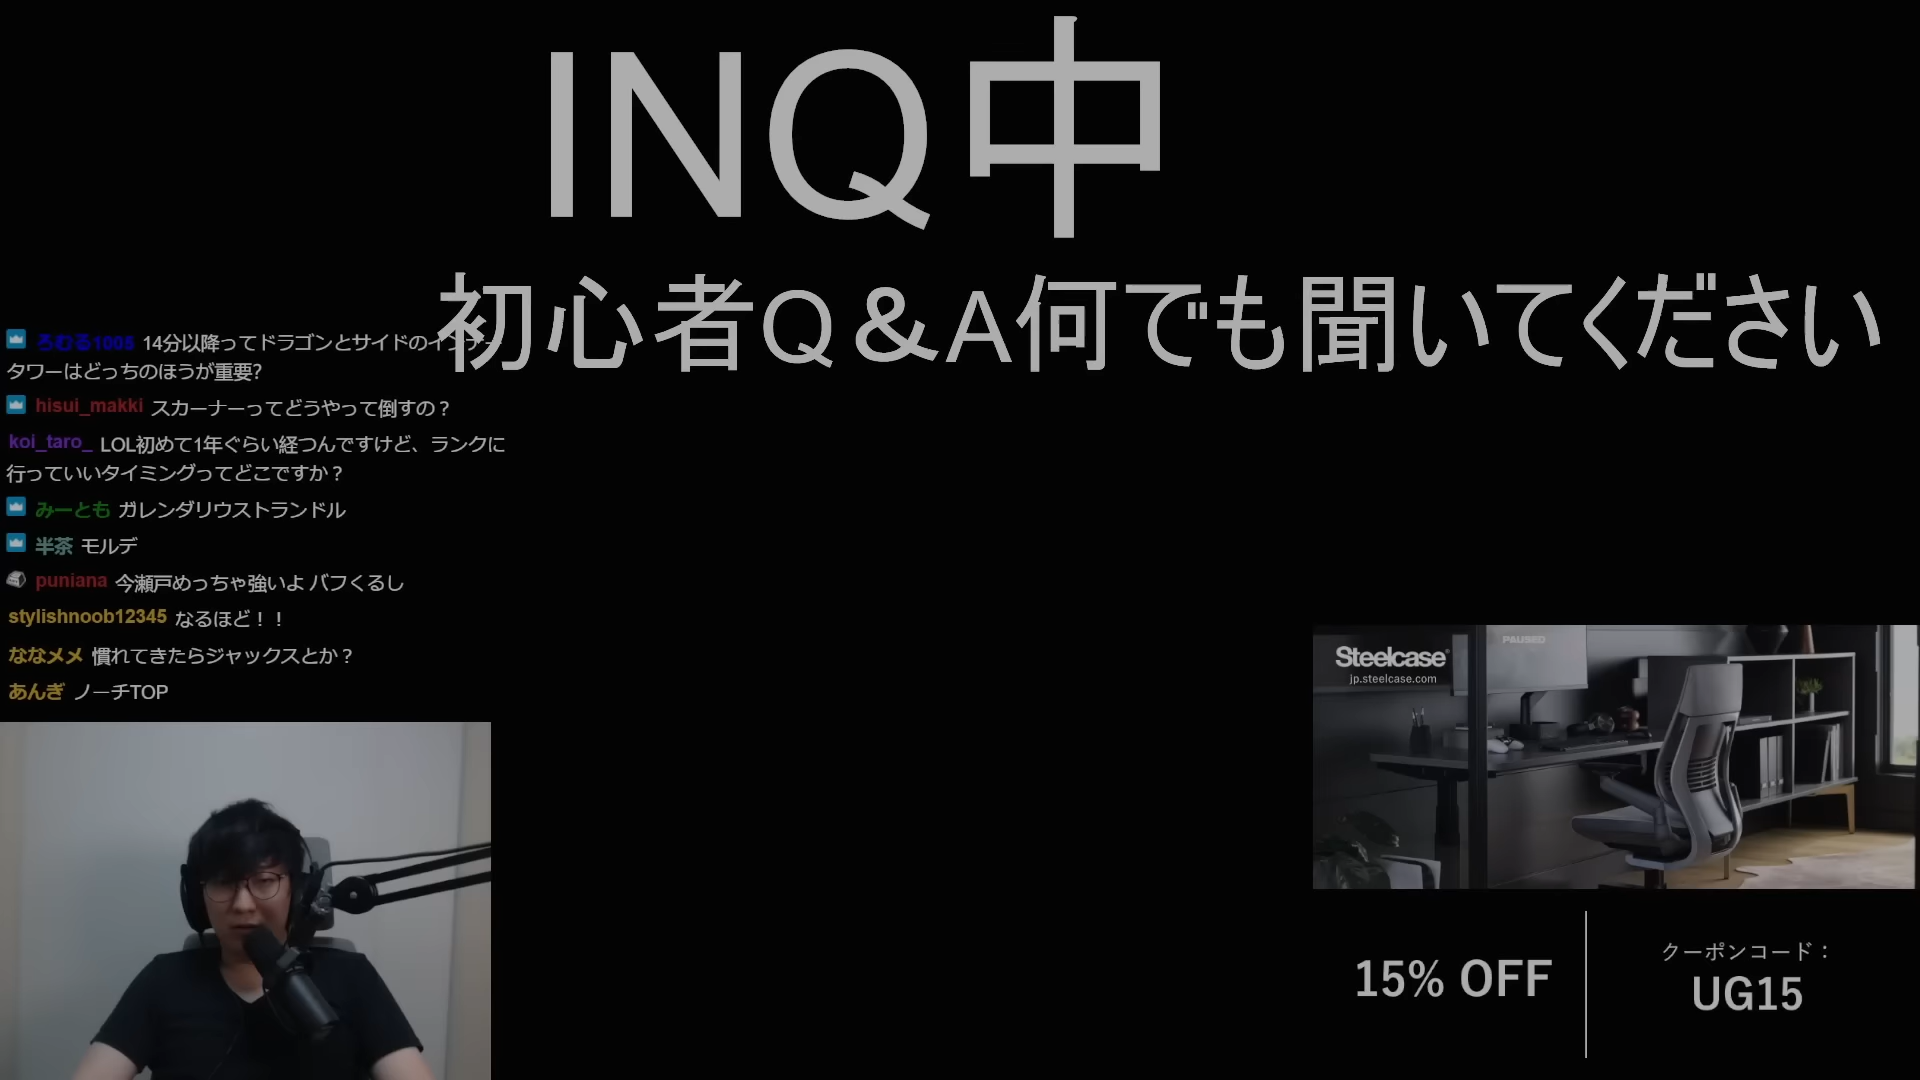 INQ中
初心者Q&A何でも聞いてください
ろむる1005 14分以降ってドラゴンとサイドのインナー
タワーはどっちのほうが重要?
hisui_makki スカーナーってどうやって倒すの？
koi_taro_ LOL初めて1年ぐらい経つんですけど、ランクに
行っていいタイミングってどこですか？
みーとも ガレンダリウストランドル
半茶 モルデ
puniana 今瀬戸めっちゃ強いよ バフくるし
stylishnoob12345 なるほど！！
ななメメ 慣れてきたらジャックスとか？
あんぎ ノーチTOP
Steelcase
jp.steelcase.com
PAUSED
15% OFF
クーポンコード：
UG15